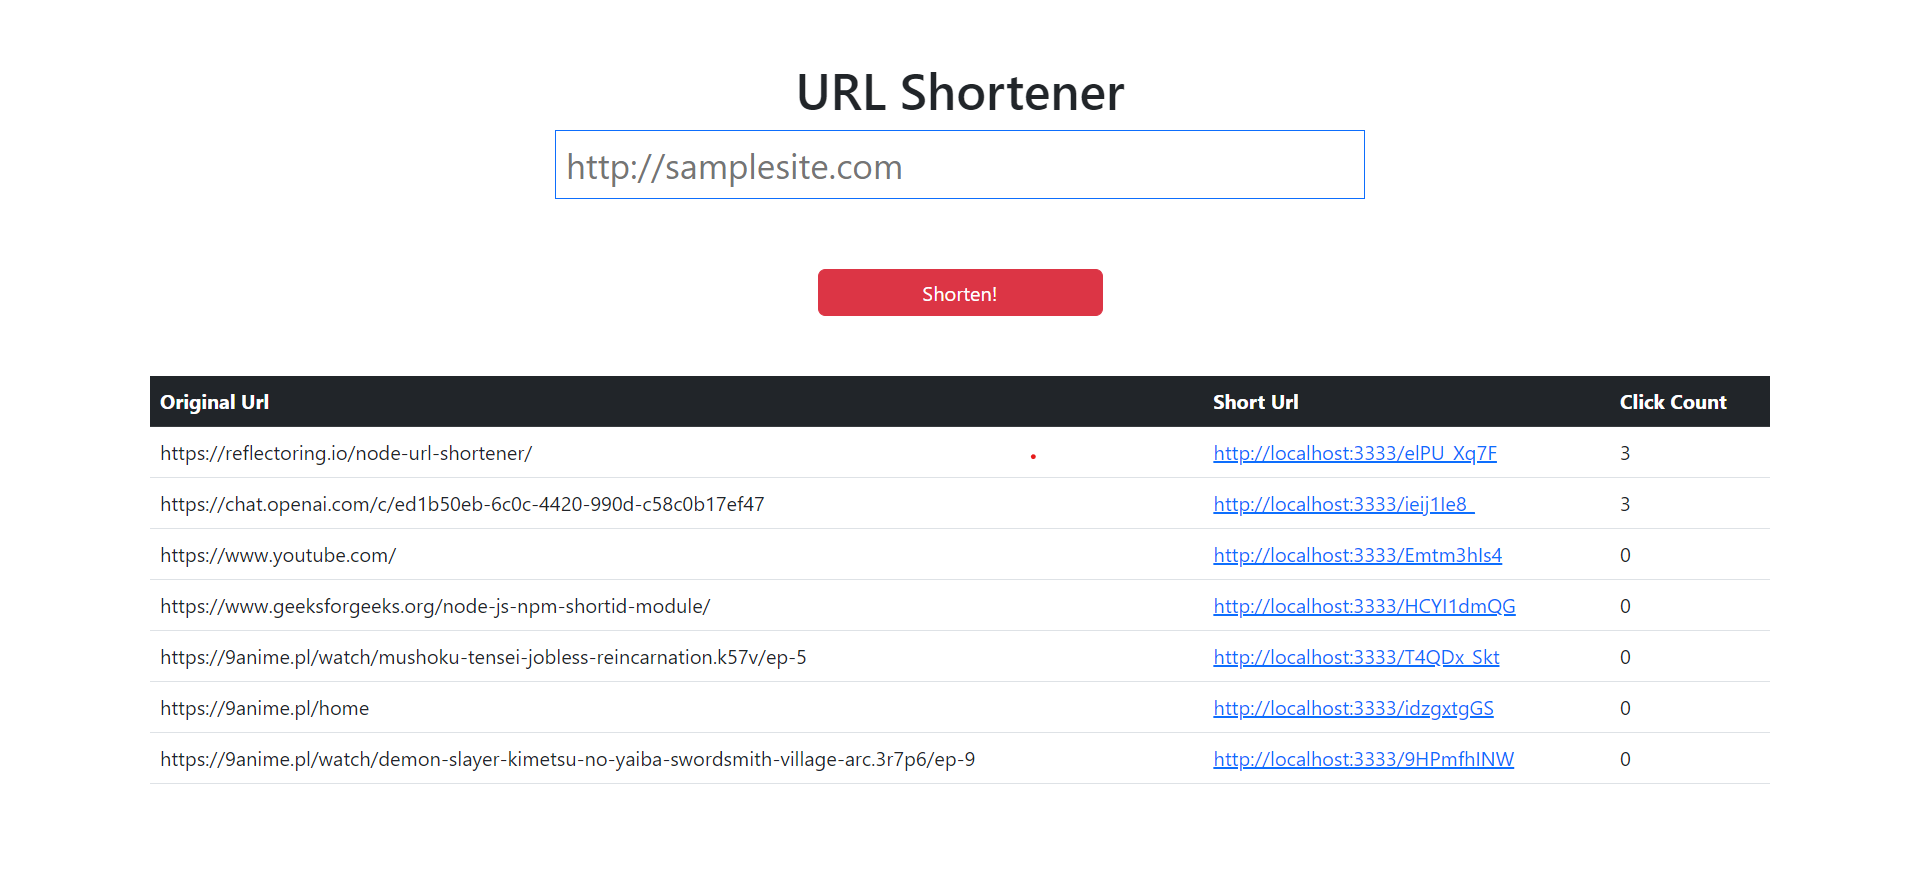 URL Shortener
http://samplesite.com
Shorten!
Original Url Short Url Click Count
https://reflectoring.io/node-url-shortener/ http://localhost:3333/elPU_Xq7F 3
https://chat.openai.com/c/ed1b50eb-6c0c-4420-990d-c58c0b17ef47 http://localhost:3333/ieij1Ie8_ 3
https://www.youtube.com/ http://localhost:3333/Emtm3hIs4 0
https://www.geeksforgeeks.org/node-js-npm-shortid-module/ http://localhost:3333/HCYI1dmQG 0
https://9anime.pl/watch/mushoku-tensei-jobless-reincarnation.k57v/ep-5 http://localhost:3333/T4QDx_Skt 0
https://9anime.pl/home http://localhost:3333/idzgxtgGS 0
https://9anime.pl/watch/demon-slayer-kimetsu-no-yaiba-swordsmith-village-arc.3r7p6/ep-9 http://localhost:3333/9HPmfhINW 0